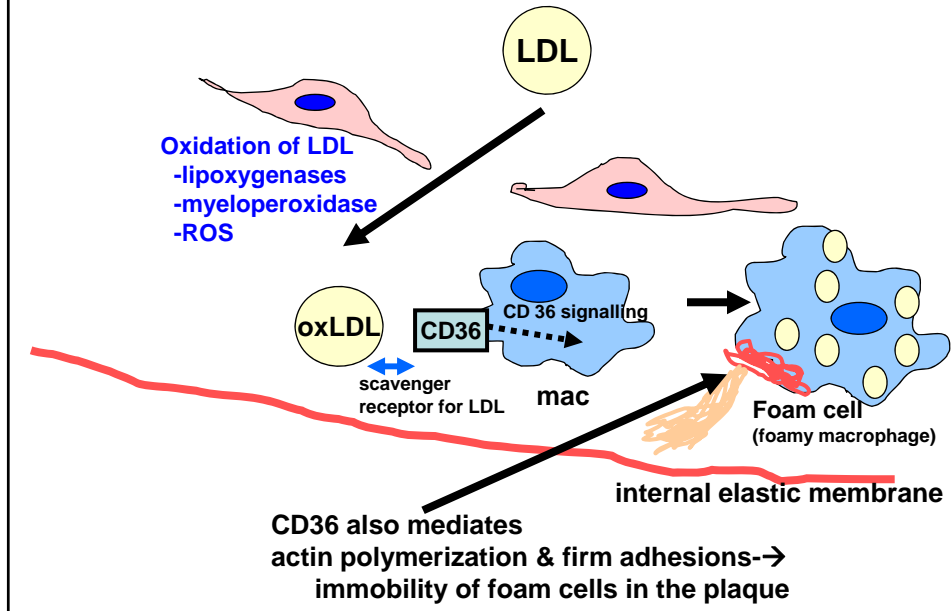 LDL
Oxidation of LDL
-lipoxygenases
-myeloperoxidase
-ROS
oxLDL
CD36
CD 36 signalling
scavenger
receptor for LDL
mac
Foam cell
(foamy macrophage)
internal elastic membrane
CD36 also mediates
actin polymerization & firm adhesions-→
immobility of foam cells in the plaque